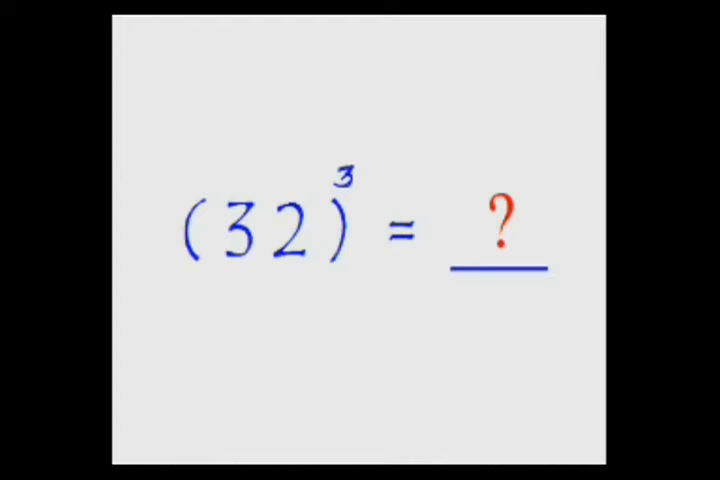 (32)³ = ?